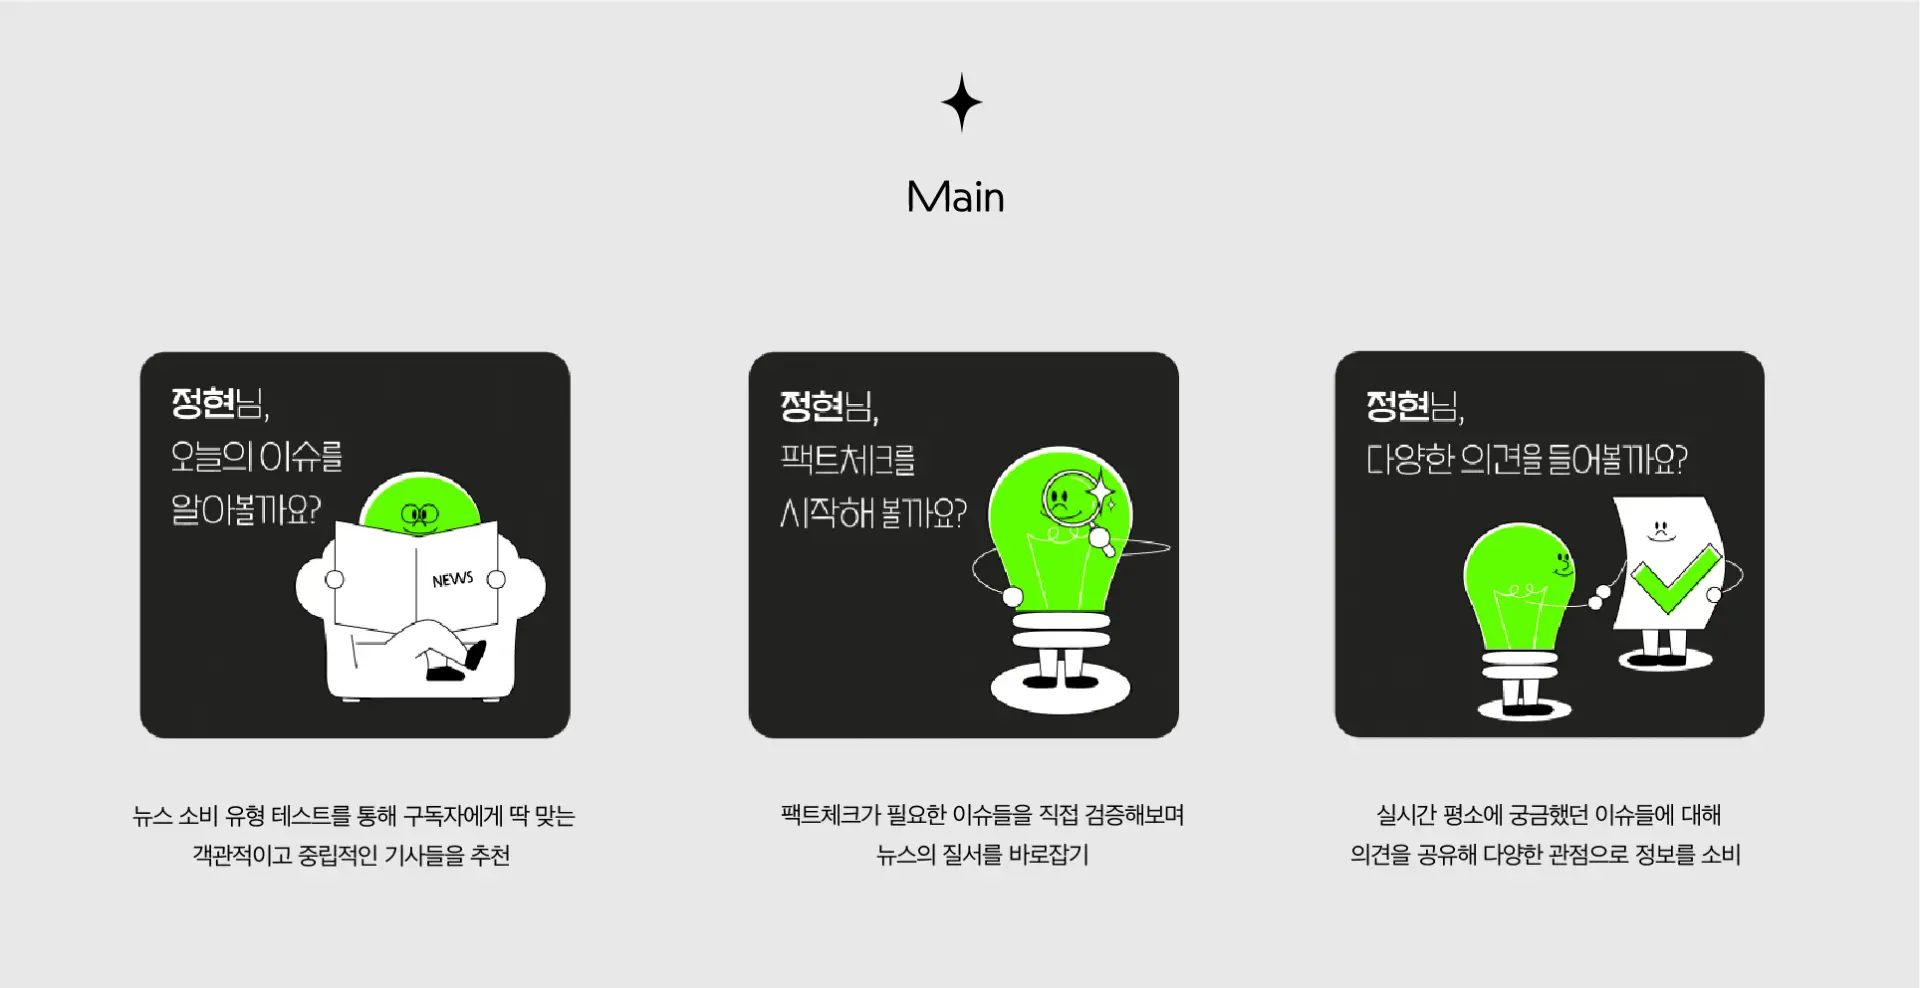 Main
정현님,
오늘의 이슈를
알아볼까요?
NEWS
뉴스 소비 유형 테스트를 통해 구독자에게 딱 맞는
객관적이고 중립적인 기사들을 추천
정현님,
팩트체크를
시작해 볼까요?
팩트체크가 필요한 이슈들을 직접 검증해보며
뉴스의 질서를 바로잡기
정현님,
다양한 의견을 들어볼까요?
실시간 평소에 궁금했던 이슈들에 대해
의견을 공유해 다양한 관점으로 정보를 소비